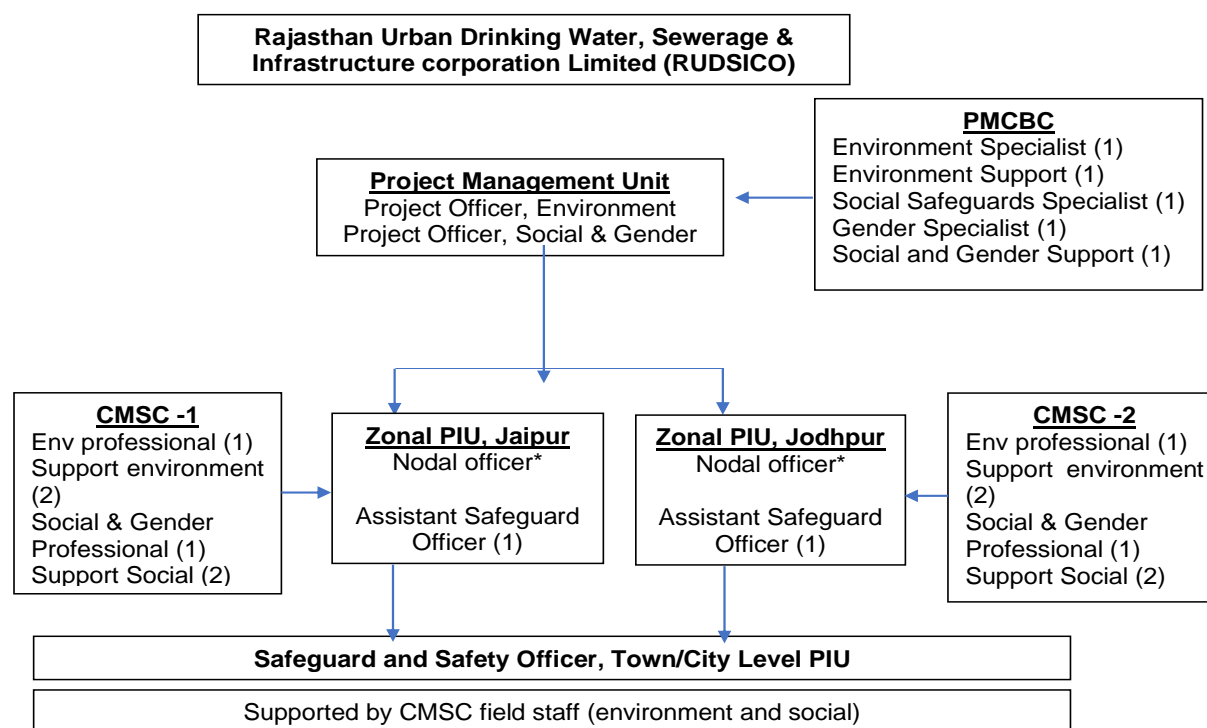 Rajasthan Urban Drinking Water, Sewerage &
Infrastructure corporation Limited (RUDSICO)
PMCBC
Environment Specialist (1)
Environment Support (1)
Social Safeguards Specialist (1)
Gender Specialist (1)
Social and Gender Support (1)
Project Management Unit
Project Officer, Environment
Project Officer, Social & Gender
CMSC -1
Env professional (1)
Support environment
(2)
Social & Gender
Professional (1)
Support Social (2)
Zonal PIU, Jaipur
Nodal officer*
Assistant Safeguard
Officer (1)
Zonal PIU, Jodhpur
Nodal officer*
Assistant Safeguard
Officer (1)
CMSC -2
Env professional (1)
Support environment
(2)
Social & Gender
Professional (1)
Support Social (2)
Safeguard and Safety Officer, Town/City Level PIU
Supported by CMSC field staff (environment and social)